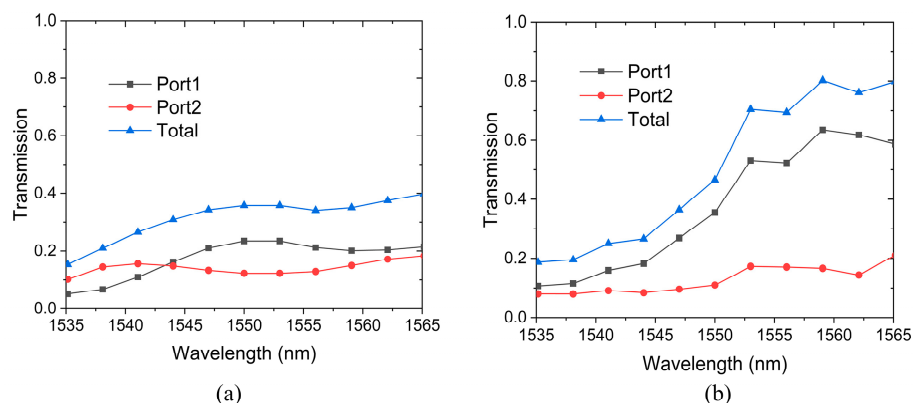 1.0
0.8
0.6
0.4
0.2
0.0
Transmission
Port1
Port2
Total
1535 1540 1545 1550 1555 1560 1565
Wavelength (nm)
(a)
1.0
0.8
0.6
0.4
0.2
0.0
Transmission
Port1
Port2
Total
1535 1540 1545 1550 1555 1560 1565
Wavelength (nm)
(b)